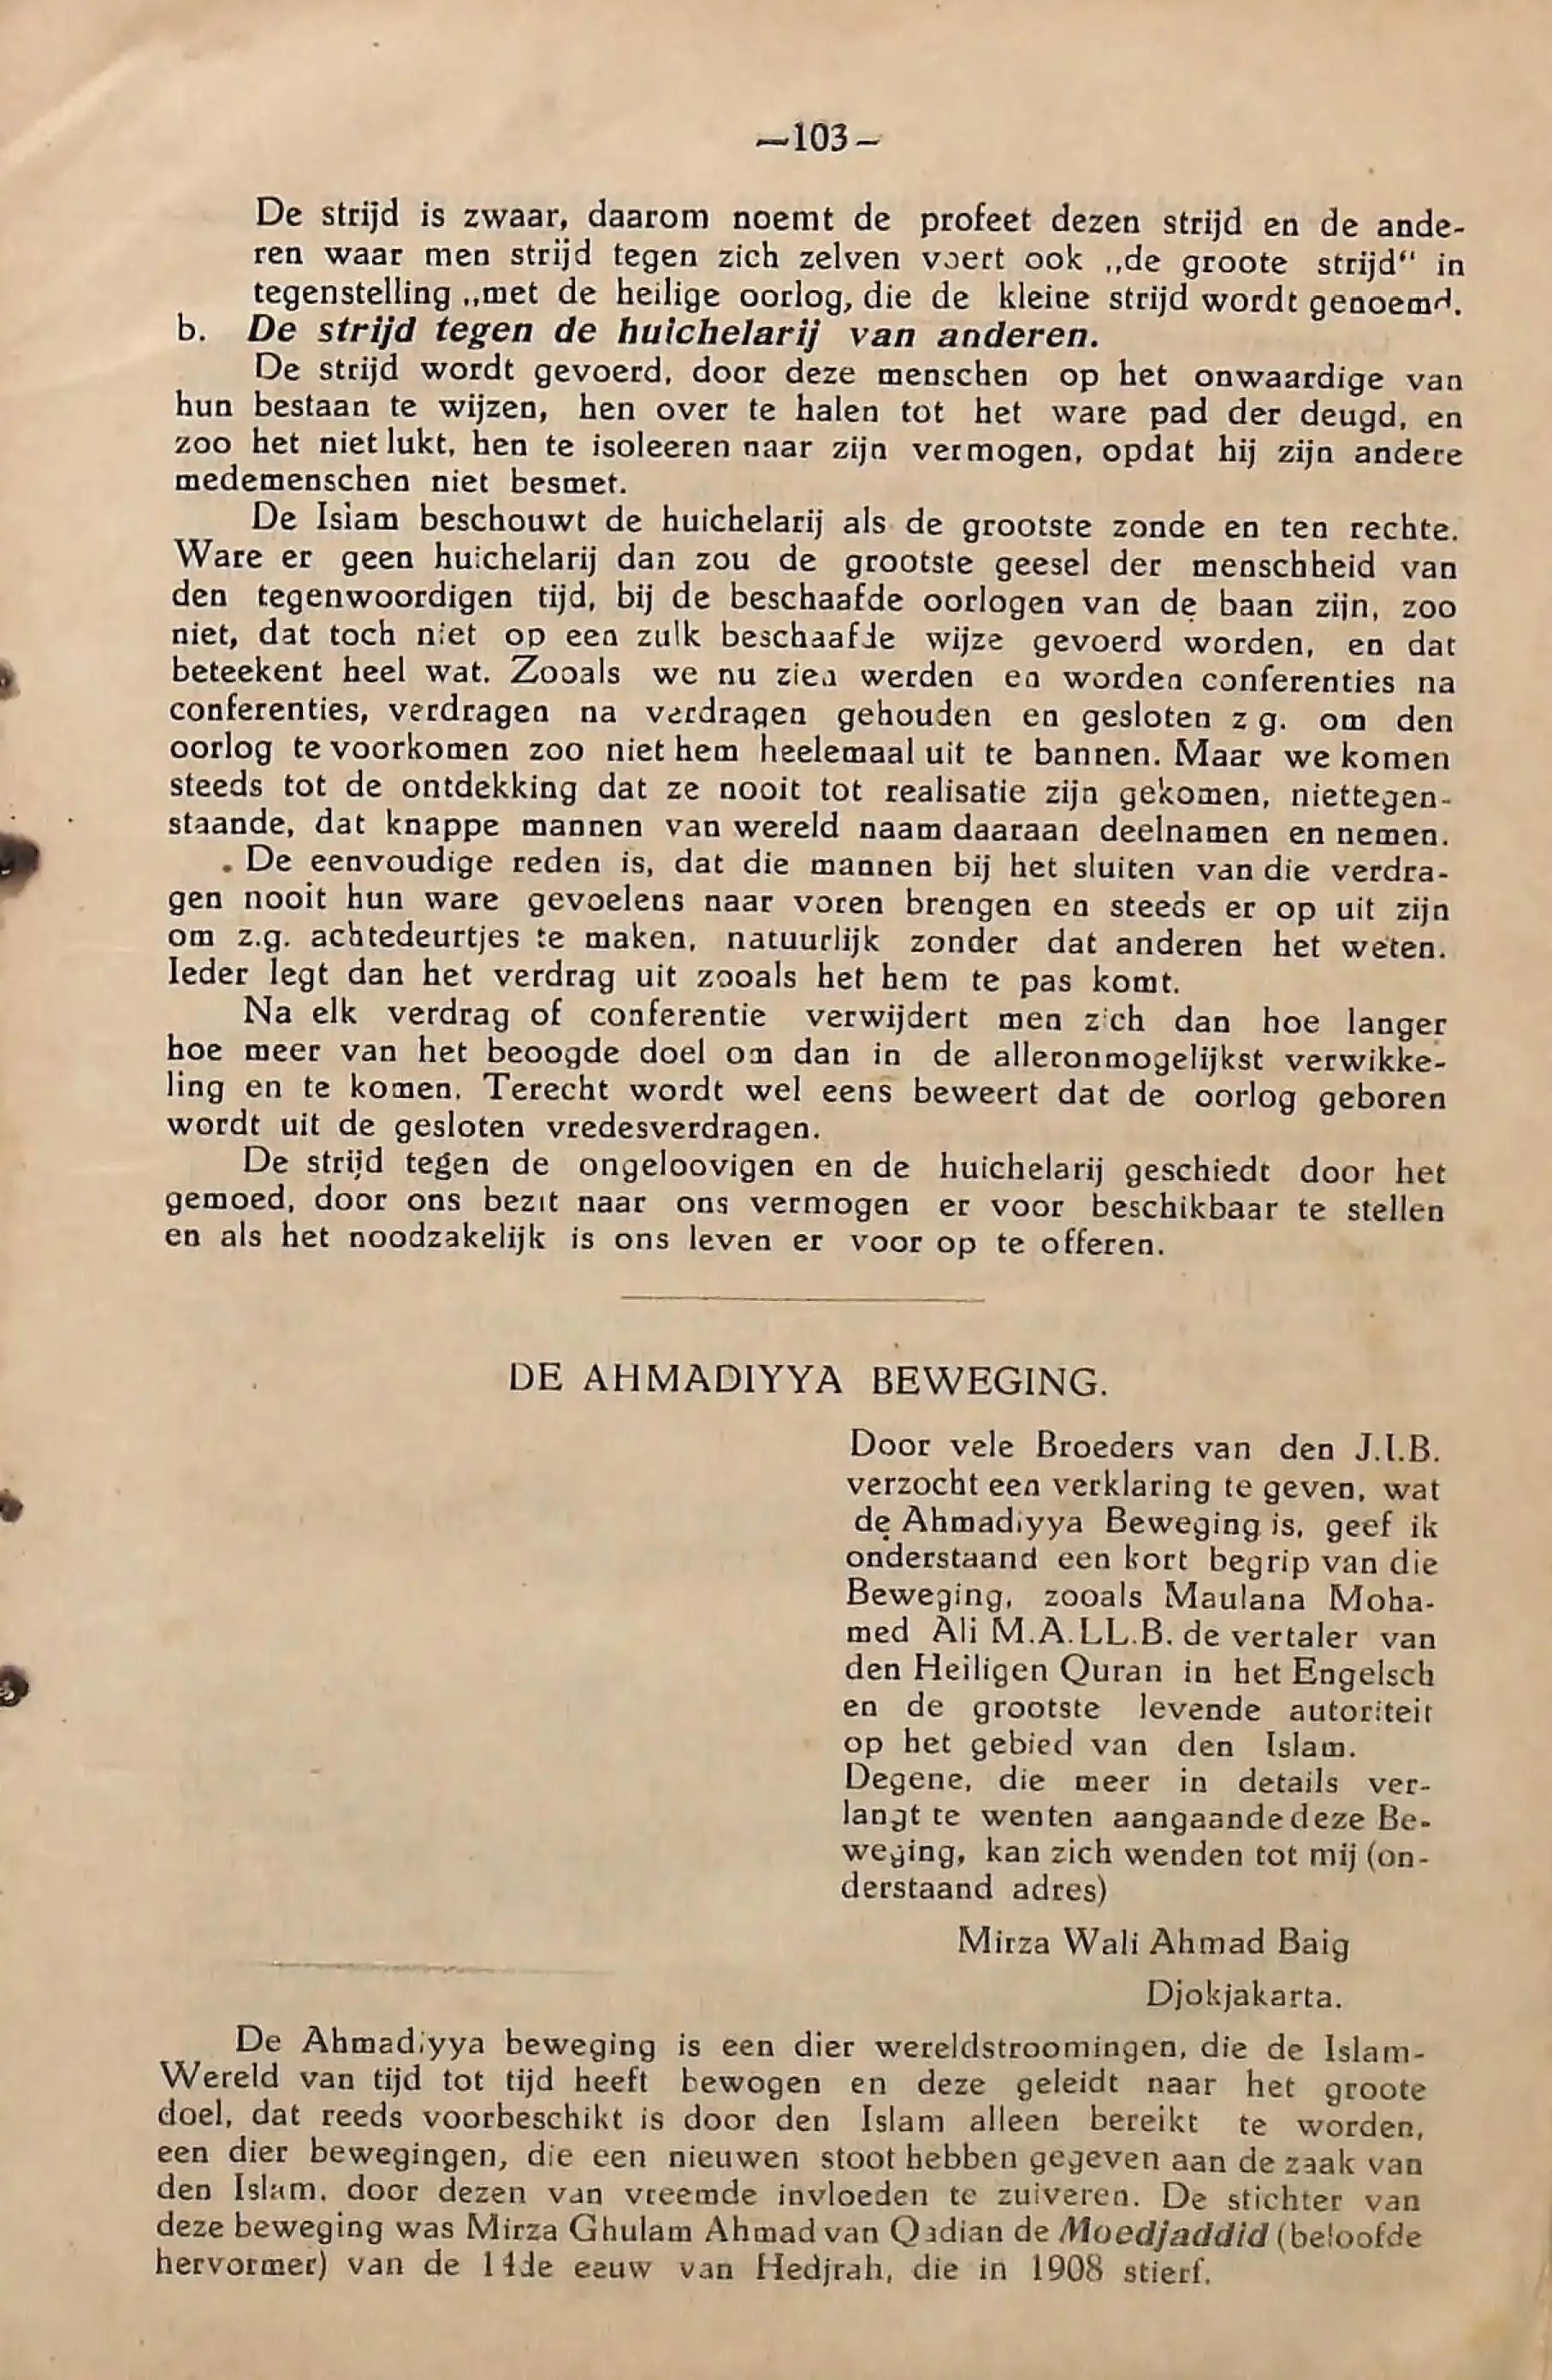 —103—
De strijd is zwaar, daarom noemt de profeet dezen strijd en de ande-
ren waar men strijd tegen zich zelven voert ook „de groote strijd" in
tegenstelling „met de heilige oorlog, die de kleine strijd wordt genoemd.
b. De strijd tegen de huichelarij van anderen.
De strijd wordt gevoerd, door deze menschen op het onwaardige van
hun bestaan te wijzen, hen over te halen tot het ware pad der deugd, en
zoo het niet lukt, hen te isoleeren naar zijn vermogen, opdat hij zijn andere
medemenschen niet besmet.
De Islam beschouwt de huichelarij als de grootste zonde en ten rechte.
Ware er geen huichelarij dan zou de grootste geesel der menschheid van
den tegenwoordigen tijd, bij de beschaafde oorlogen van de baan zijn, zoo
niet, dat toch niet op een zulk beschaafde wijze gevoerd worden, en dat
beteekent heel wat. Zooals we nu zien werden en worden conferenties na
conferenties, verdragen na verdragen gehouden en gesloten z g. om den
oorlog te voorkomen zoo niet hem heelemaal uit te bannen. Maar we komen
steeds tot de ontdekking dat ze nooit tot realisatie zijn gekomen, niettegen-
staande, dat knappe mannen van wereld naam daaraan deelnamen en nemen.
De eenvoudige reden is, dat die mannen bij het sluiten van die verdra-
gen nooit hun ware gevoelens naar voren brengen en steeds er op uit zijn
om z.g. achtedeurtjes te maken, natuurlijk zonder dat anderen het weten.
Ieder legt dan het verdrag uit zooals het hem te pas komt.
Na elk verdrag of conferentie verwijdert men zich dan hoe langer
hoe meer van het beoogde doel om dan in de alleronmogelijkst verwikke-
ling en te komen. Terecht wordt wel eens beweert dat de oorlog geboren
wordt uit de gesloten vredesverdragen.
De strijd tegen de ongeloovigen en de huichelarij geschiedt door het
gemoed, door ons bezit naar ons vermogen er voor beschikbaar te stellen
en als het noodzakelijk is ons leven er voor op te offeren.
DE AHMADIYYA BEWEGING.
Door vele Broeders van den J.I.B.
verzocht een verklaring te geven, wat
de Ahmadiyya Beweging is, geef ik
onderstaand een kort begrip van die
Beweging, zooals Maulana Moha-
med Ali M.A.LL.B. de vertaler van
den Heiligen Quran in het Engelsch
en de grootste levende autoriteit
op het gebied van den Islam.
Degene, die meer in details ver-
langt te wenten aangaande deze Be-
weging, kan zich wenden tot mij (on-
derstaand adres)
Mirza Wali Ahmad Baig
Djokjakarta.
De Ahmadiyya beweging is een dier wereldstroomingen, die de Islam-
Wereld van tijd tot tijd heeft bewogen en deze geleidt naar het groote
doel, dat reeds voorbeschikt is door den Islam alleen bereikt te worden,
een dier bewegingen, die een nieuwen stoot hebben gegeven aan de zaak van
den Islam, door dezen van vreemde invloeden te zuiveren. De stichter van
deze beweging was Mirza Ghulam Ahmad van Qadian de Moedjaddid (beloofde
hervormer) van de 14de eeuw van Hedjrah, die in 1908 stierf.